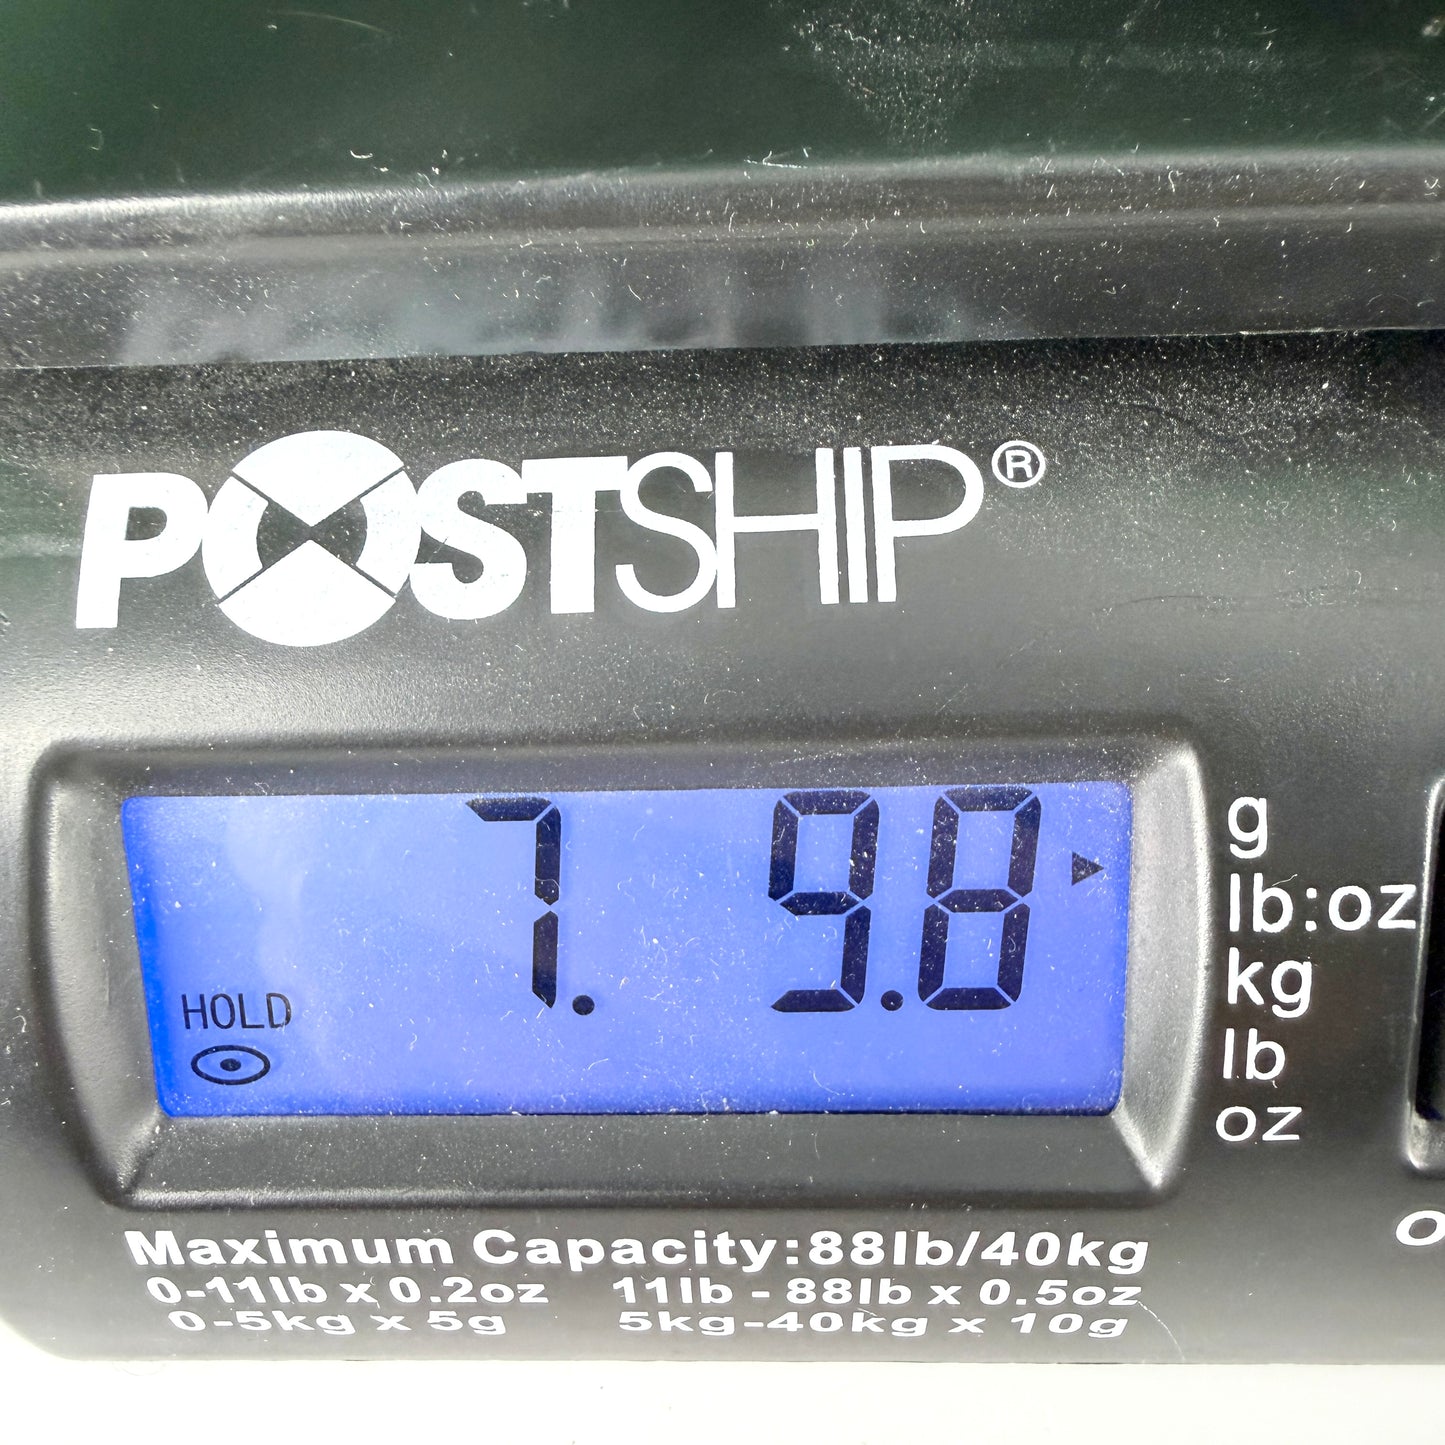 POSTSHIP®
7. 9.8
HOLD
g
lb:oz
kg
lb
oz
Maximum Capacity:88lb/40kg
0-11lb x 0.2oz 11lb - 88lb x 0.5oz
0-5kg x 5g 5kg-40kg x 10g